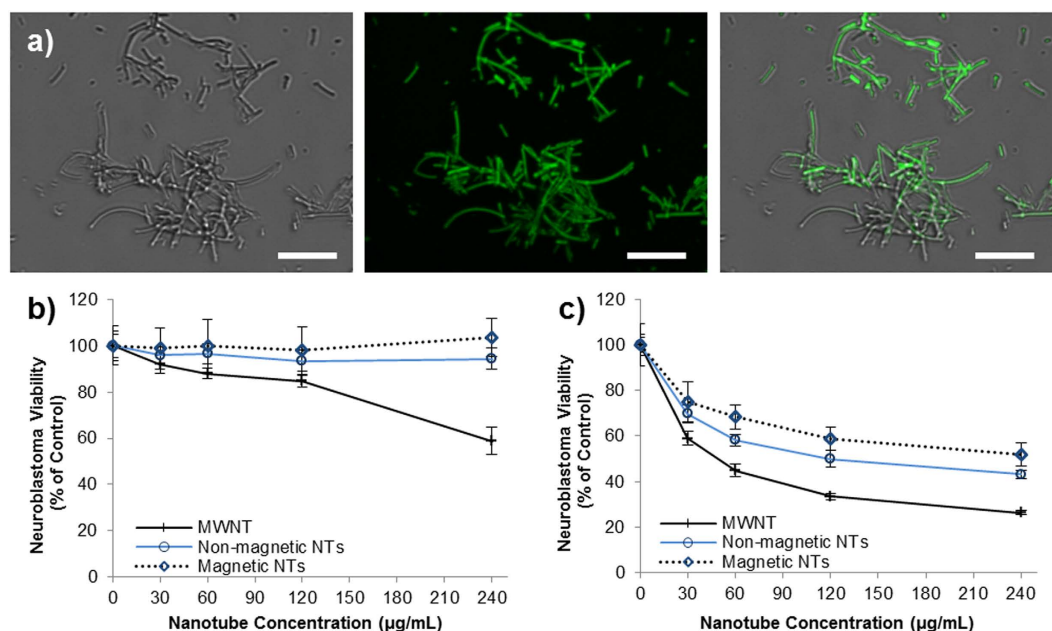 a)
b)
120
100
80
60
40
20
0
Neuroblastoma Viability
(% of Control)
MWNT
Non-magnetic NTs
Magnetic NTs
0 30 60 90 120 150 180 210 240
Nanotube Concentration (µg/mL)
c)
120
100
80
60
40
20
0
Neuroblastoma Viability
(% of Control)
MWNT
Non-magnetic NTs
Magnetic NTs
0 30 60 90 120 150 180 210 240
Nanotube Concentration (µg/mL)